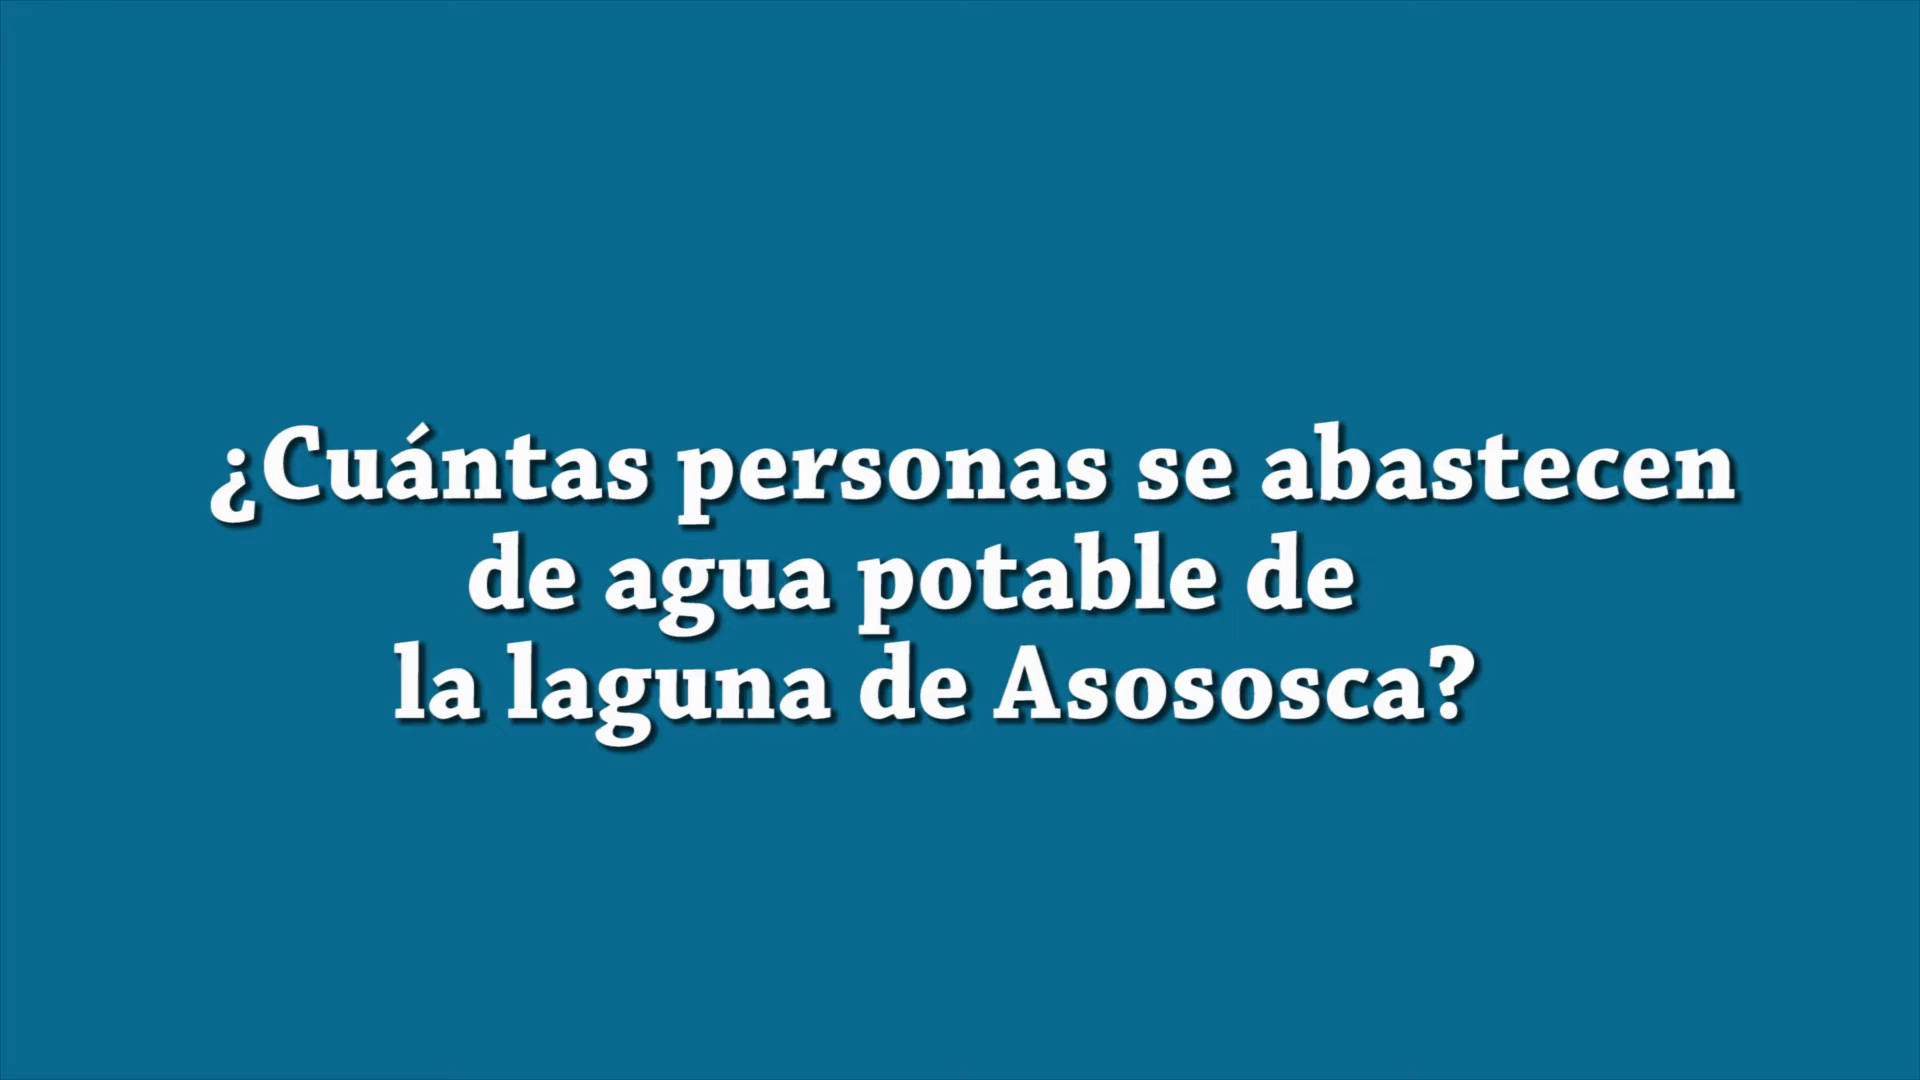 ¿Cuántas personas se abastecen
de agua potable de
la laguna de Asososca?